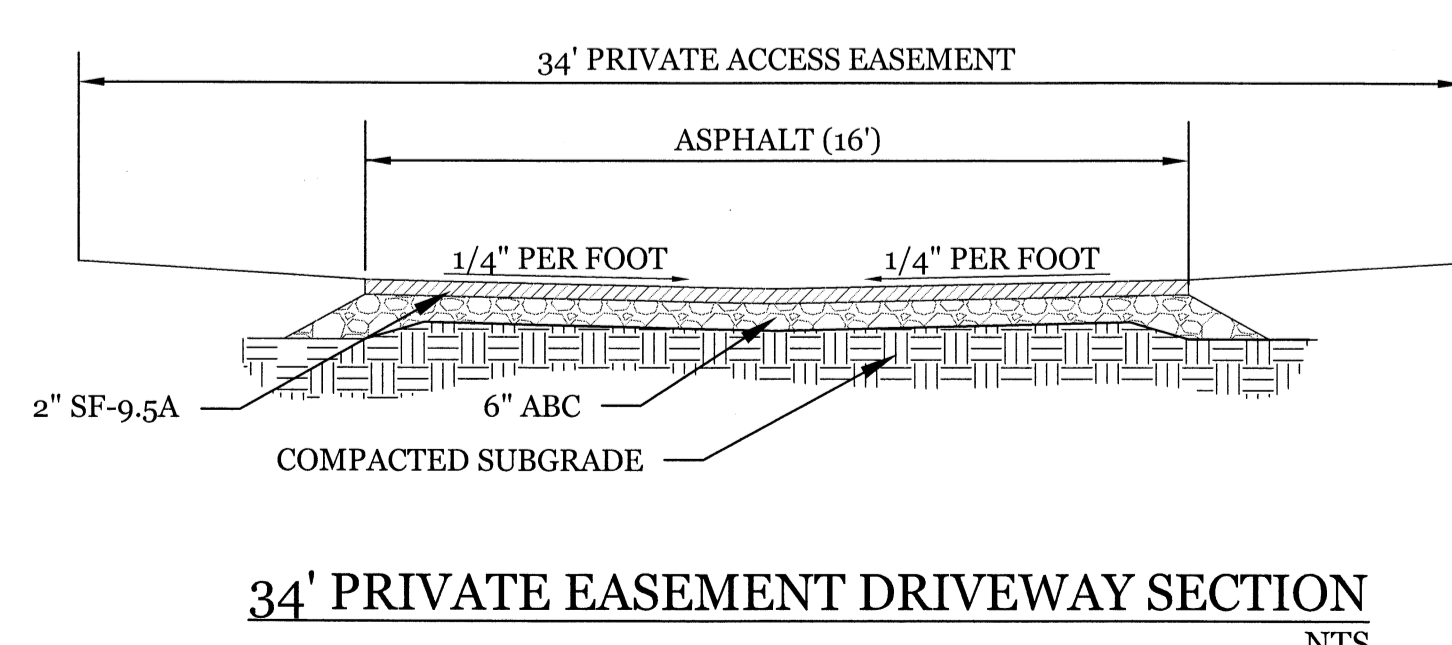 34' PRIVATE ACCESS EASEMENT
ASPHALT (16')
1/4" PER FOOT
1/4" PER FOOT
2" SF-9.5A
6" ABC
COMPACTED SUBGRADE
34' PRIVATE EASEMENT DRIVEWAY SECTION
NTS